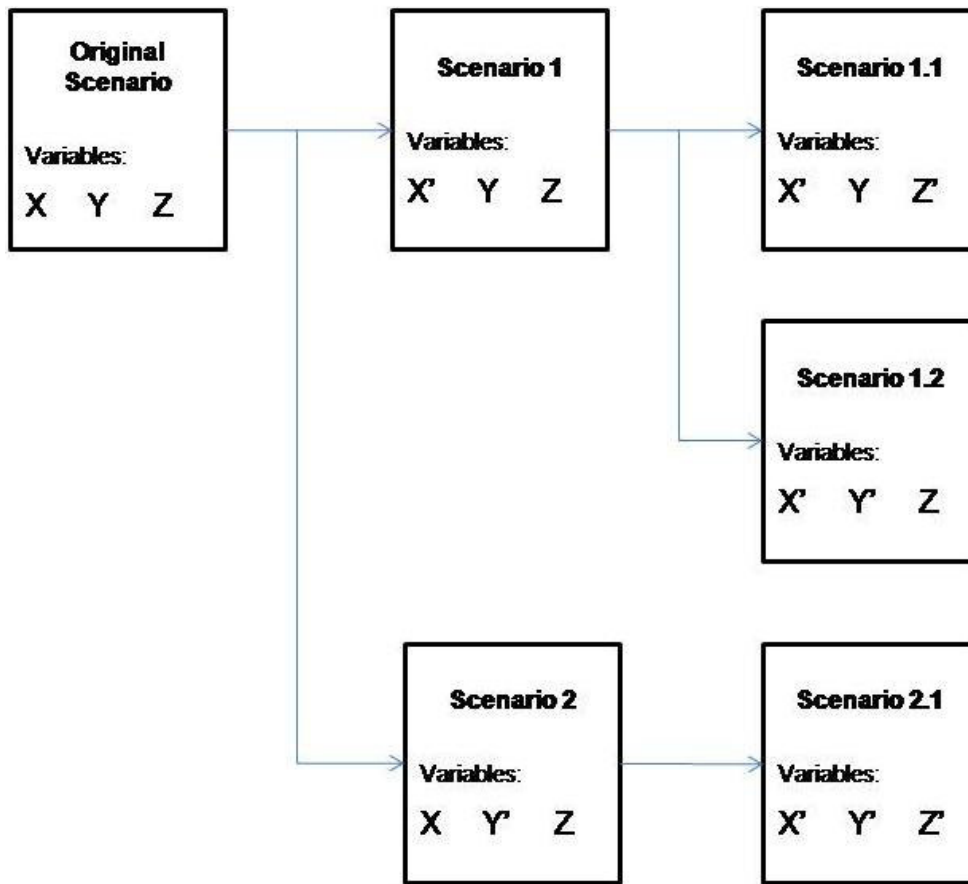 Original
Scenario
Variables:
X Y Z
Scenario 1
Variables:
X’ Y Z
Scenario 1.1
Variables:
X’ Y Z’
Scenario 1.2
Variables:
X’ Y’ Z
Scenario 2
Variables:
X Y’ Z
Scenario 2.1
Variables:
X’ Y’ Z’